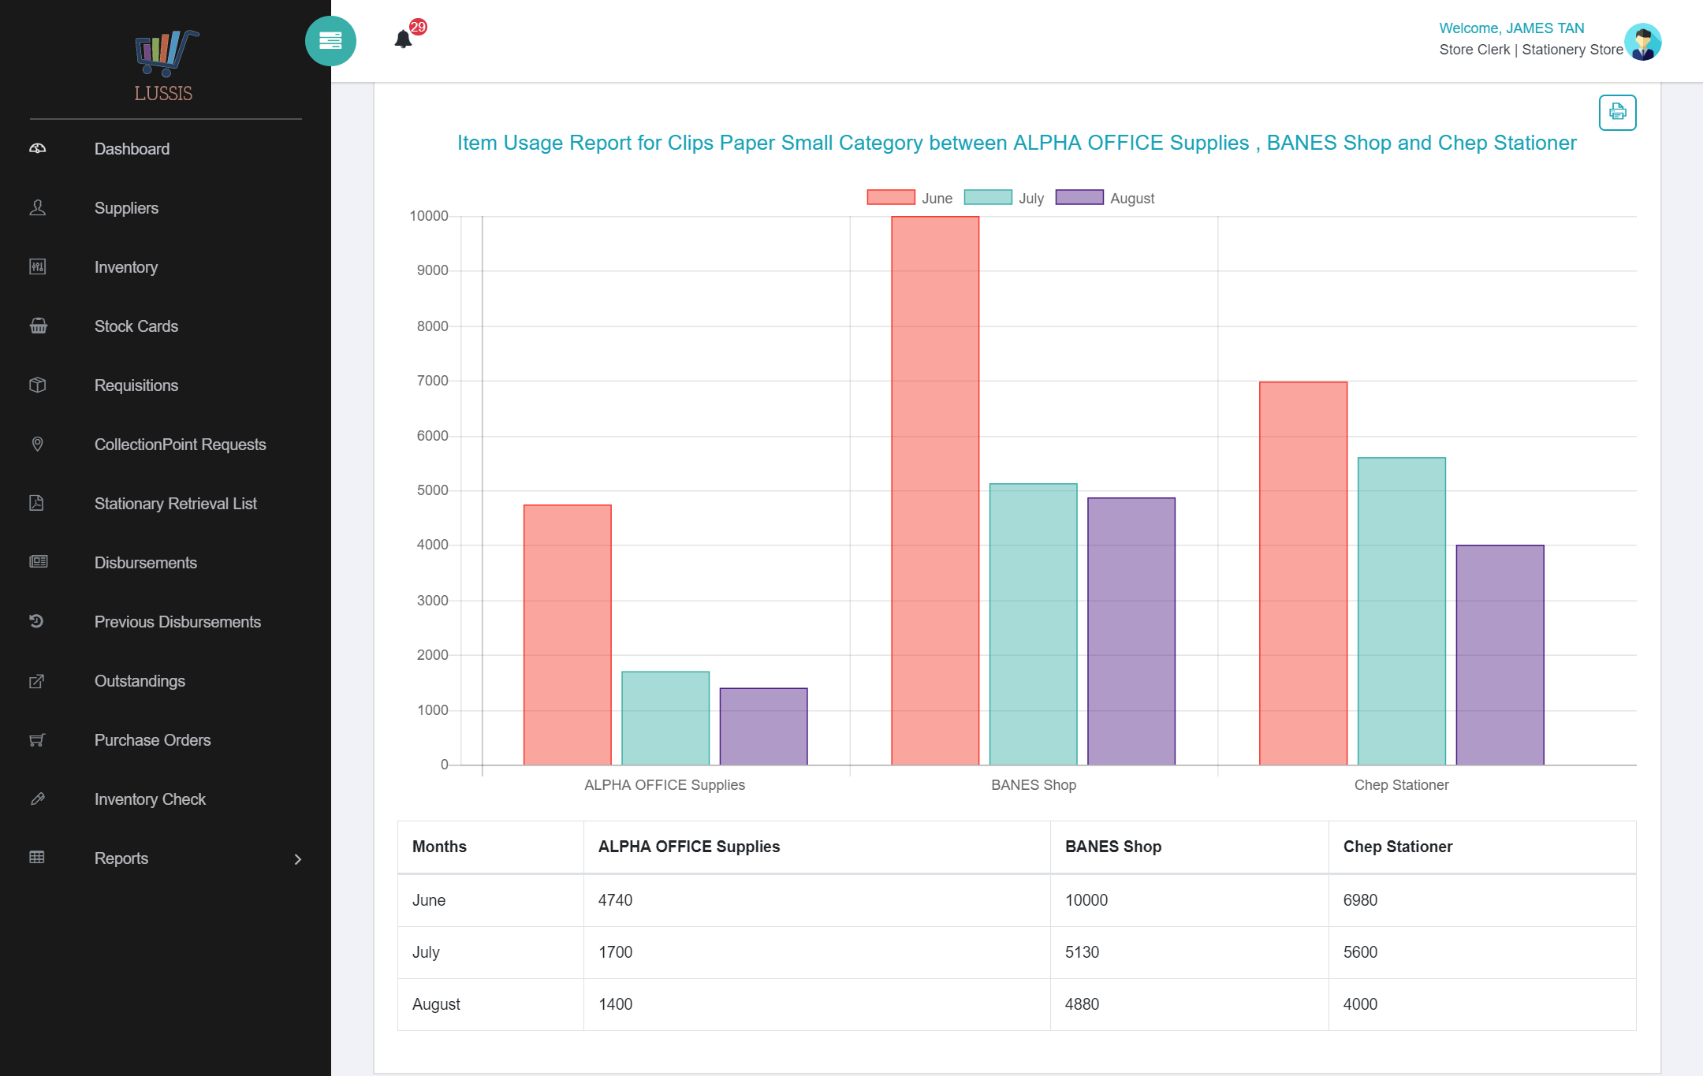 LUSSIS
Dashboard
Suppliers
Inventory
Stock Cards
Requisitions
CollectionPoint Requests
Stationary Retrieval List
Disbursements
Previous Disbursements
Outstandings
Purchase Orders
Inventory Check
Reports
29
Welcome, JAMES TAN
Store Clerk | Stationery Store
Item Usage Report for Clips Paper Small Category between ALPHA OFFICE Supplies , BANES Shop and Chep Stationer
June July August
10000
9000
8000
7000
6000
5000
4000
3000
2000
1000
0
ALPHA OFFICE Supplies BANES Shop Chep Stationer
Months ALPHA OFFICE Supplies BANES Shop Chep Stationer
June 4740 10000 6980
July 1700 5130 5600
August 1400 4880 4000